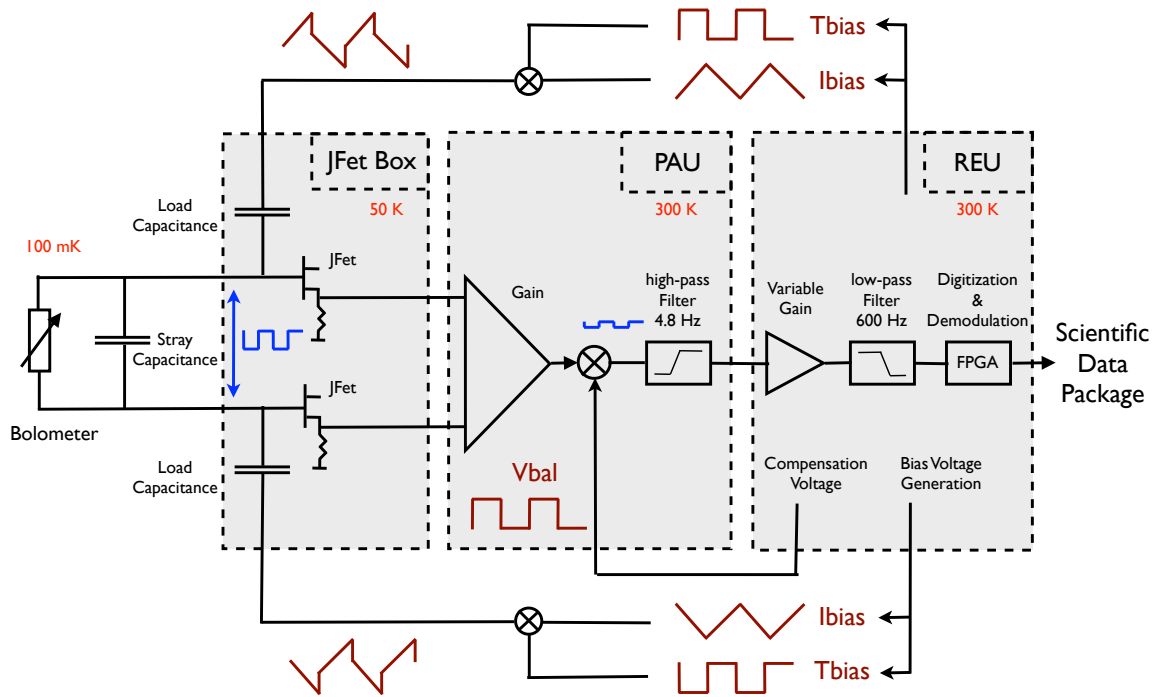 Tbias
Ibias
JFet Box
PAU
REU
50 K
300 K
300 K
Load
Capacitance
100 mK
JFet
Gain
high-pass
Filter
4.8 Hz
Variable
Gain
low-pass
Filter
600 Hz
Digitization
&
Demodulation
FPGA
Scientific
Data
Package
Stray
Capacitance
JFet
Bolometer
Load
Capacitance
Vbal
Compensation
Voltage
Bias Voltage
Generation
Ibias
Tbias